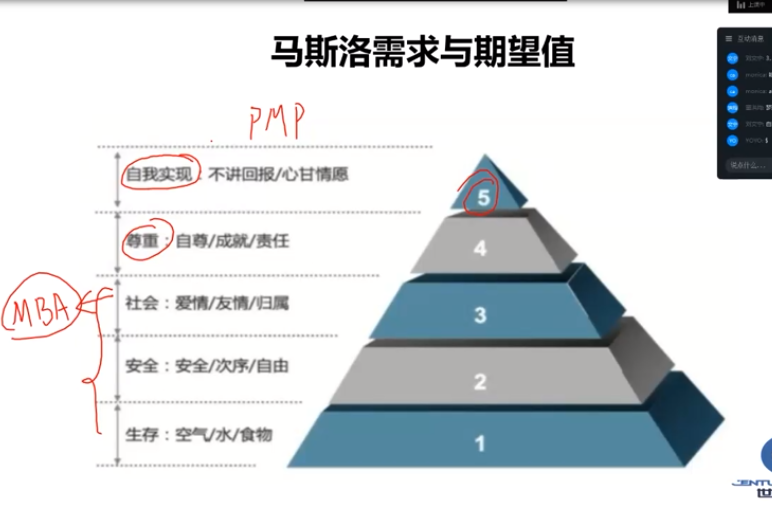 上课中
互动消息
马斯洛需求与期望值
PMP
自我实现：不讲回报/心甘情愿
5
尊重：自尊/成就/责任
4
MBA
社会：爱情/友情/归属
3
安全：安全/次序/自由
2
生存：空气/水/食物
1
说点什么...
JENTU
世